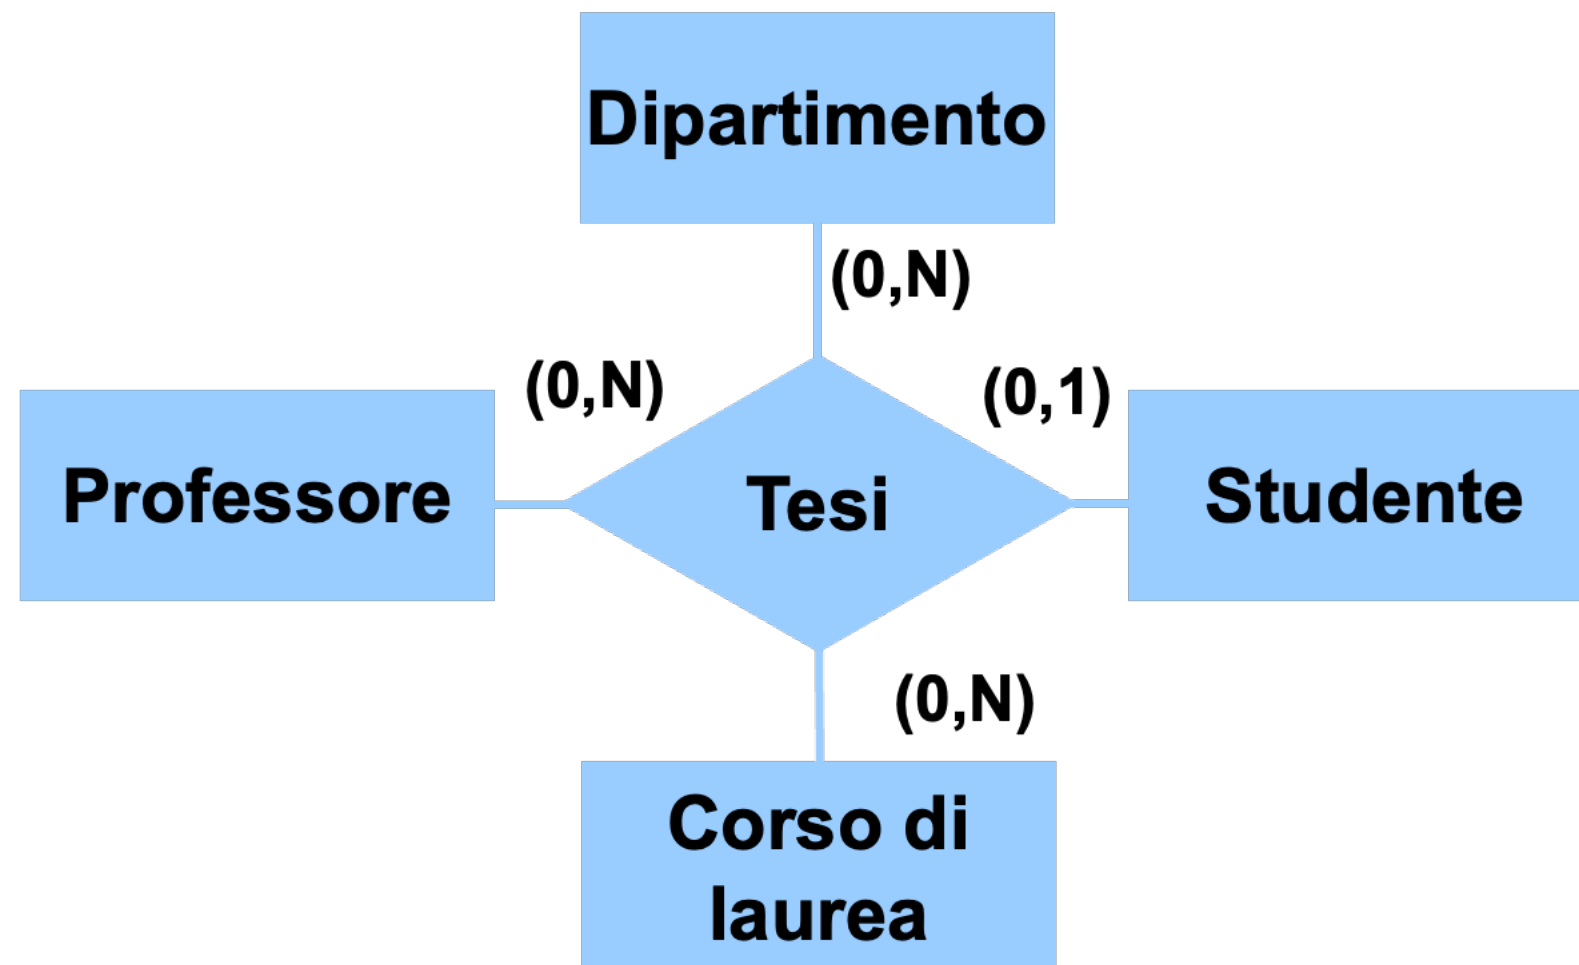 Dipartimento
(0,N)
(0,N)
(0,1)
Professore
Tesi
Studente
(0,N)
Corso di
laurea